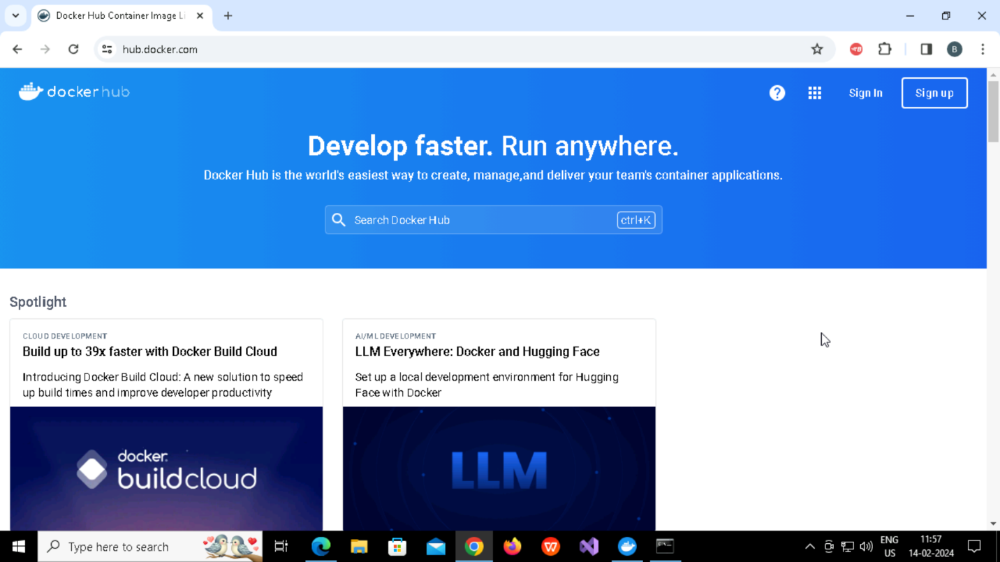 Docker Hub Container Image Li
hub.docker.com
B
docker hub
?
Sign In
Sign up
Develop faster. Run anywhere.
Docker Hub is the world's easiest way to create, manage,and deliver your team's container applications.
Search Docker Hub
ctrl+K
Spotlight
CLOUD DEVELOPMENT
Build up to 39x faster with Docker Build Cloud
Introducing Docker Build Cloud: A new solution to speed
up build times and improve developer productivity
docker.
buildcloud
AI/ML DEVELOPMENT
LLM Everywhere: Docker and Hugging Face
Set up a local development environment for Hugging
Face with Docker
LLM
Type here to search
W
ENG
US
11:57
14-02-2024